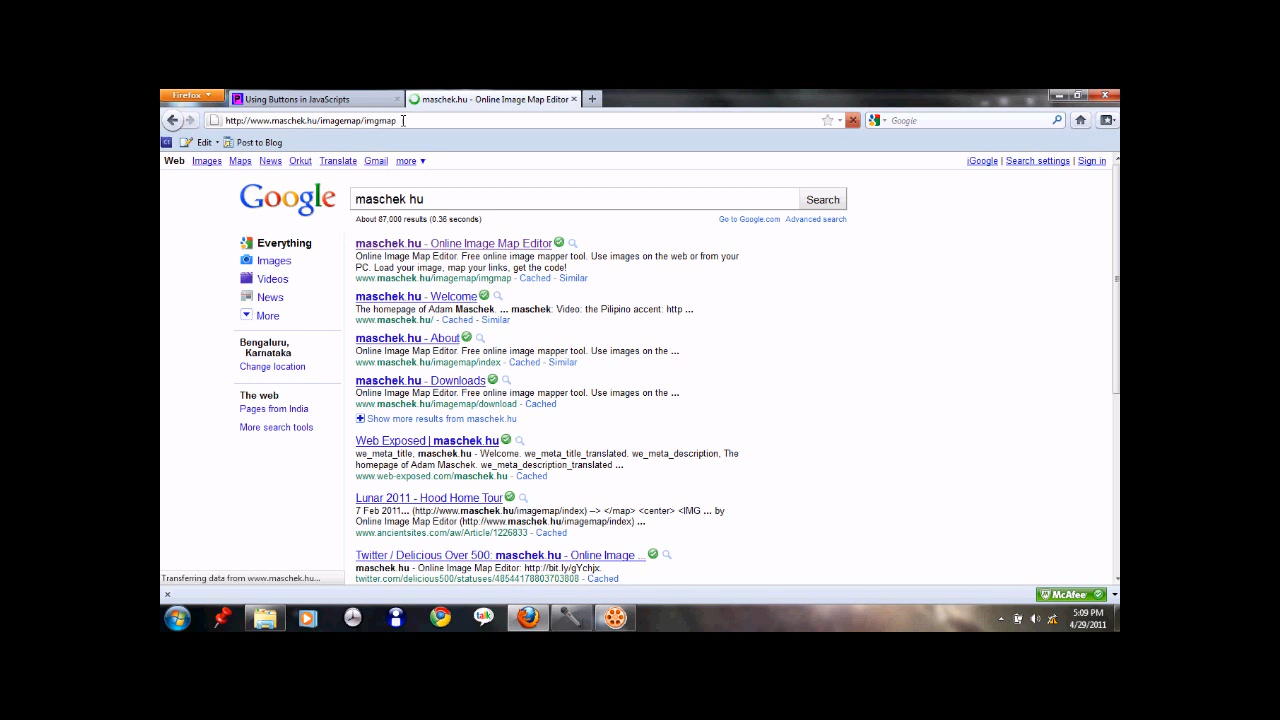 Firefox
Using Buttons in JavaScripts
maschek.hu - Online Image Map Editor
http://www.maschek.hu/imagemap/imgmap
Google
Edit
Post to Blog
Web Images Maps News Orkut Translate Gmail more ▼
iGoogle | Search settings | Sign in
Google
maschek hu
Search
About 87,000 results (0.36 seconds)
Go to Google.com Advanced search
Everything
Images
Videos
News
More
Bengaluru,
Karnataka
Change location
The web
Pages from India
More search tools
maschek.hu - Online Image Map Editor
Online Image Map Editor. Free online image mapper tool. Use images on the web or from your
PC. Load your image, map your links, get the code!
www.maschek.hu/imagemap/imgmap - Cached - Similar
maschek.hu - Welcome
The homepage of Adam Maschek. ... maschek: Video: the Pilipino accent: http ...
www.maschek.hu/ - Cached - Similar
maschek.hu - About
Online Image Map Editor. Free online image mapper tool. Use images on the ...
www.maschek.hu/imagemap/index - Cached - Similar
maschek.hu - Downloads
Online Image Map Editor. Free online image mapper tool. Use images on the ...
www.maschek.hu/imagemap/download - Cached
Show more results from maschek.hu
Web Exposed | maschek.hu
we_meta_title, maschek.hu - Welcome. we_meta_title_translated. we_meta_description, The
homepage of Adam Maschek. we_meta_description_translated ...
www.web-exposed.com/maschek.hu - Cached
Lunar 2011 - Hood Home Tour
7 Feb 2011... (http://www.maschek.hu/imagemap/index) --> </map> <center> <IMG ... by
Online Image Map Editor (http://www.maschek.hu/imagemap/index) ...
www.ancientsites.com/aw/Article/1226833 - Cached
Twitter / Delicious Over 500: maschek.hu - Online Image ...
maschek.hu - Online Image Map Editor: http://bit.ly/gYchjx.
twitter.com/delicious500/statuses/48544178803703808 - Cached
Transferring data from www.maschek.hu...
McAfee
talk
5:09 PM
4/29/2011